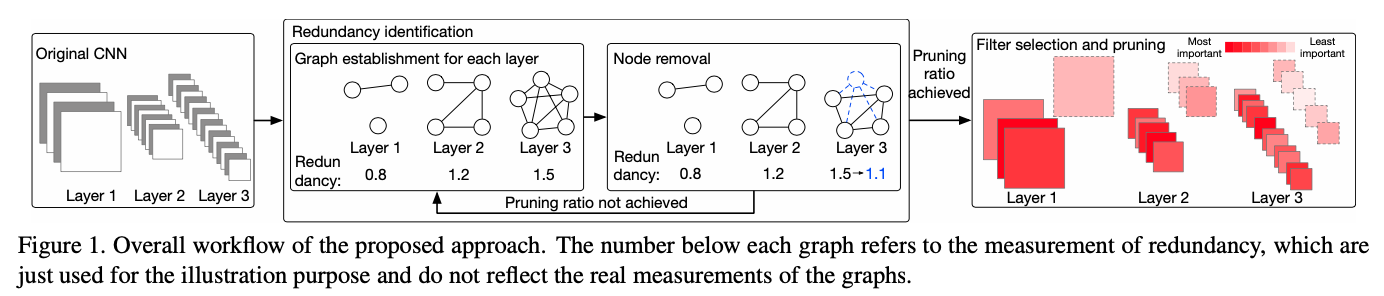 Original CNN
Layer 1
Layer 2
Layer 3
Redundancy identification
Graph establishment for each layer
Layer 1
Layer 2
Layer 3
Redun
dancy:
0.8
1.2
1.5
Node removal
Layer 1
Layer 2
Layer 3
Redun
dancy:
0.8
1.2
1.5→1.1
Pruning ratio not achieved
Pruning
ratio
achieved
Filter selection and pruning
Most
important
Least
important
Layer 1
Layer 2
Layer 3
Figure 1. Overall workflow of the proposed approach. The number below each graph refers to the measurement of redundancy, which are
just used for the illustration purpose and do not reflect the real measurements of the graphs.